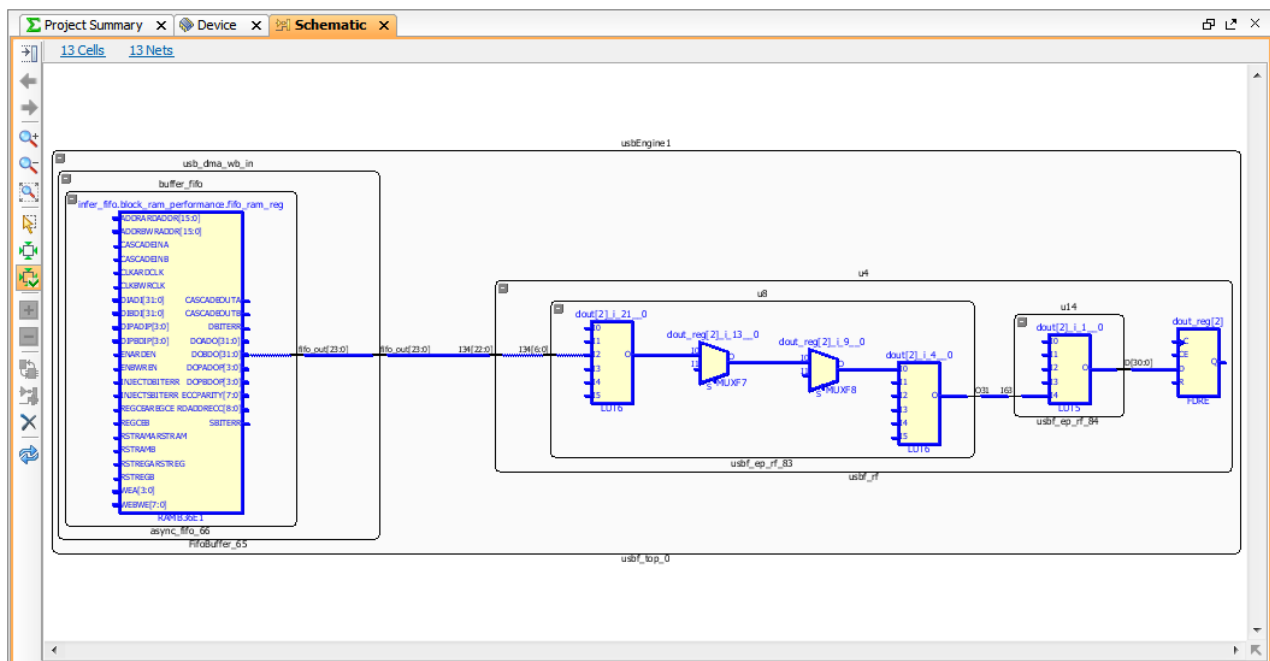 Project Summary
Device
Schematic
13 Cells
13 Nets
usbEngine1
usb_dma_wb_in
buffer_fifo
infer_fifo.block_ram_performance.fifo_ram_reg
ADDRARDADDR[15:0]
ADDRBWRADDR[15:0]
CASCADEINA
CASCADEINB
CLKARDCLK
CLKBWRCLK
DIADI[31:0] CASCADEOUTA
DIBDI[31:0] CASCADEOUTB
DIPADIP[3:0] DBITERR
DIPBDIP[3:0] DOADO[31:0]
ENARDEN DOBDO[31:0]
ENBWREN DOPADOP[3:0]
INJECTDBITERR DOPBDOP[3:0]
INJECTSBITERR ECCPARITY[7:0]
REGCEAREGCE RDADDRECC[8:0]
REGCEB SBITERR
RSTRAMARSTRAM
RSTRAMB
RSTREGARSTREG
RSTREGB
WEA[3:0]
WEBWE[7:0]
RAMB36E1
async_fifo_66
FifoBuffer_65
fifo_out[23:0]
fifo_out[23:0]
134[22:0]
134[6:0]
u4
u8
dout[2]_i_21__0
I0
I1
I2
I3
I4
I5
O
LUT6
dout_reg[2]_i_13__0
I0
I1
O
S
MUXF7
dout_reg[2]_i_9__0
I0
I1
O
S
MUXF8
dout[2]_i_4__0
I0
I1
I2
I3
I4
I5
O
LUT6
usbf_ep_rf_83
O31
163
u14
dout[2]_i_1__0
I0
I1
I2
I3
I4
O
LUT5
usbf_ep_rf_84
D[30:0]
dout_reg[2]
C
CE
D
R
Q
FDRE
usbf_rf
usbf_top_0